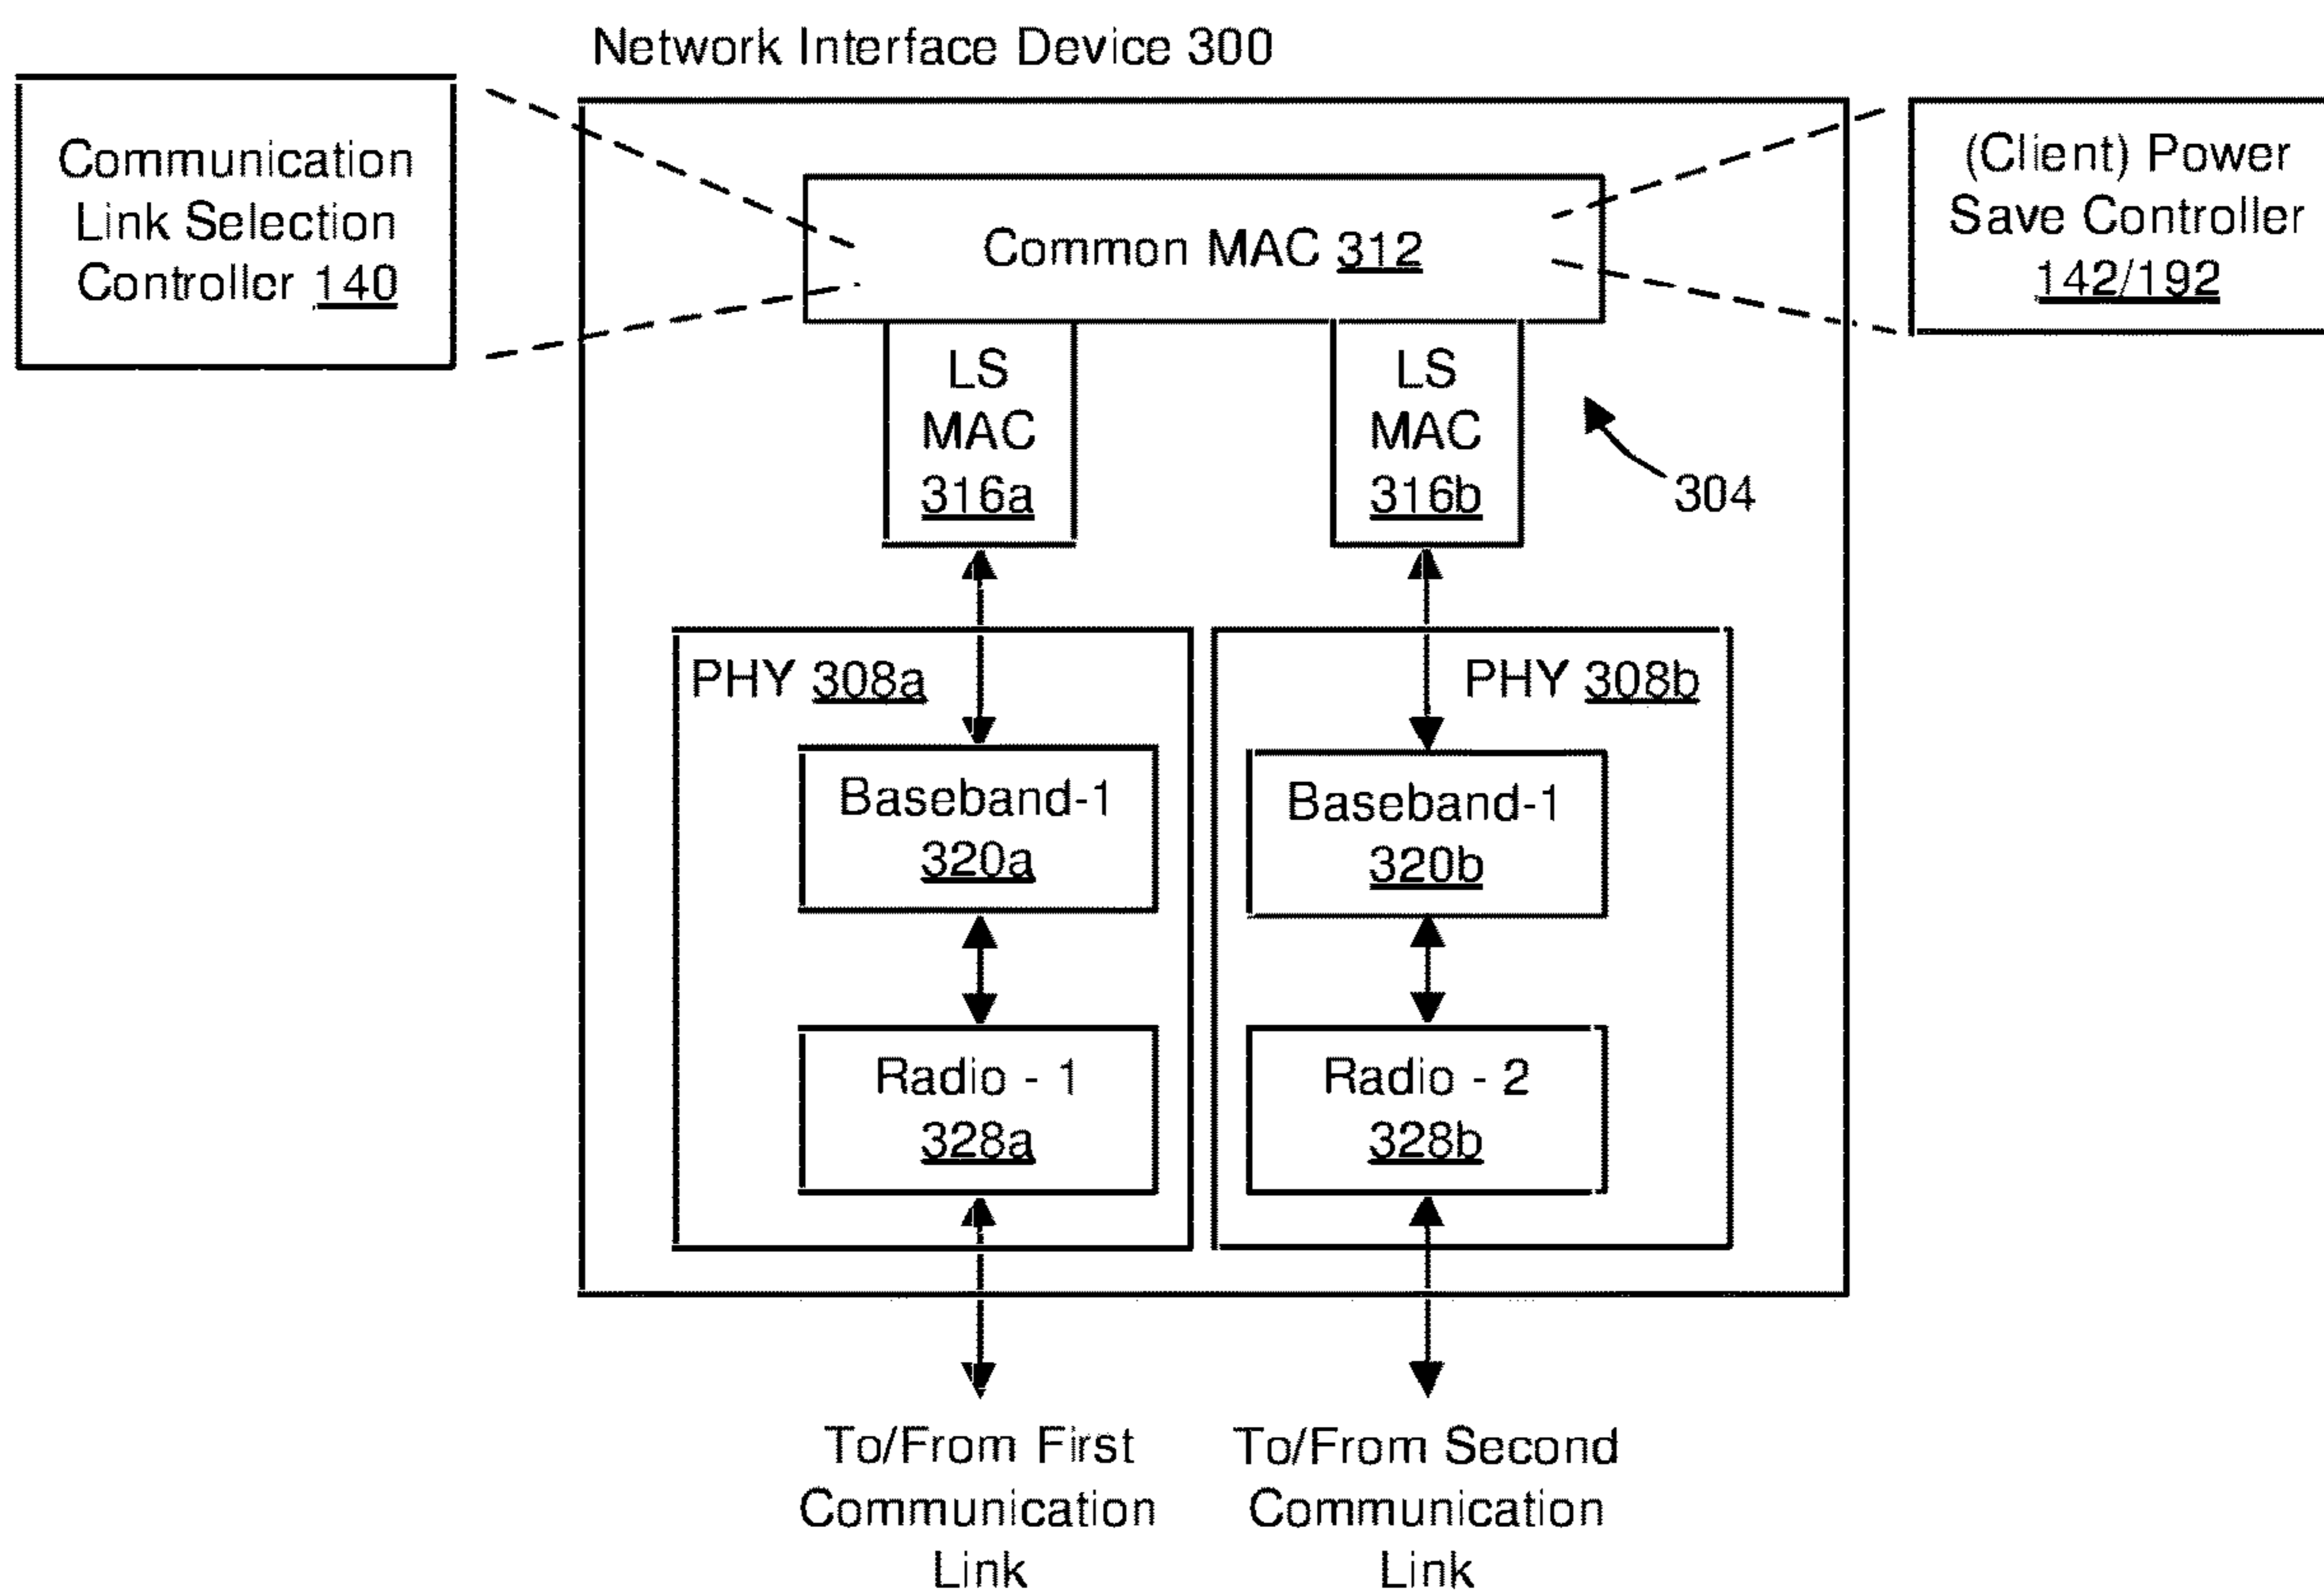 Network Interface Device 300
Communication
Link Selection
Controller 140
(Client) Power
Save Controller
142/192
Common MAC 312
LS
MAC
316a
LS
MAC
316b
304
PHY 308a
PHY 308b
Baseband-1
320a
Baseband-1
320b
Radio - 1
328a
Radio - 2
328b
To/From First
Communication
Link
To/From Second
Communication
Link